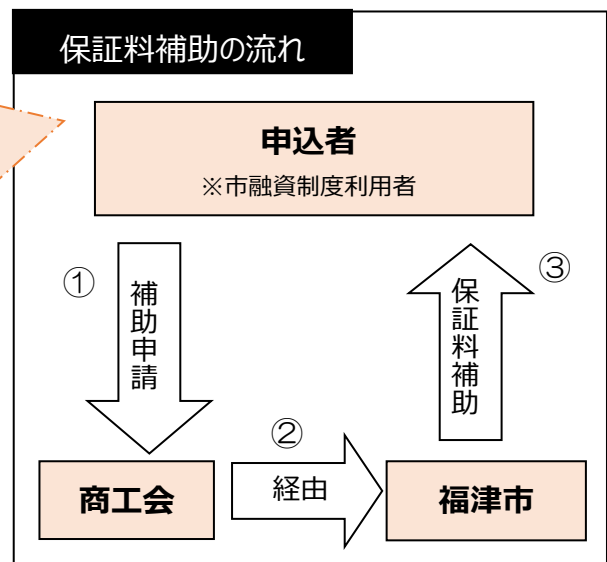 保証料補助の流れ
申込者
※市融資制度利用者
①
補助申請
③
保証料補助
②
商工会
経由
福津市